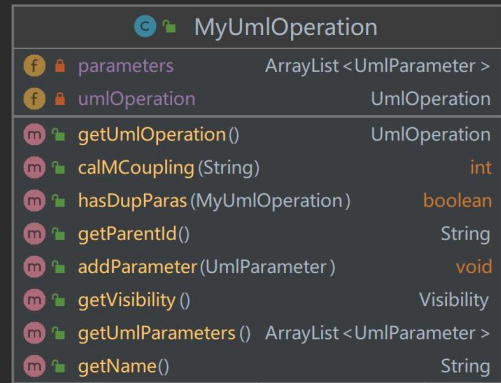 C MyUmlOperation
f parameters ArrayList<UmlParameter>
f umlOperation UmlOperation
m getUmlOperation() UmlOperation
m calMCoupling(String) int
m hasDupParas(MyUmlOperation) boolean
m getParentId() String
m addParameter(UmlParameter) void
m getVisibility() Visibility
m getUmlParameters() ArrayList<UmlParameter>
m getName() String